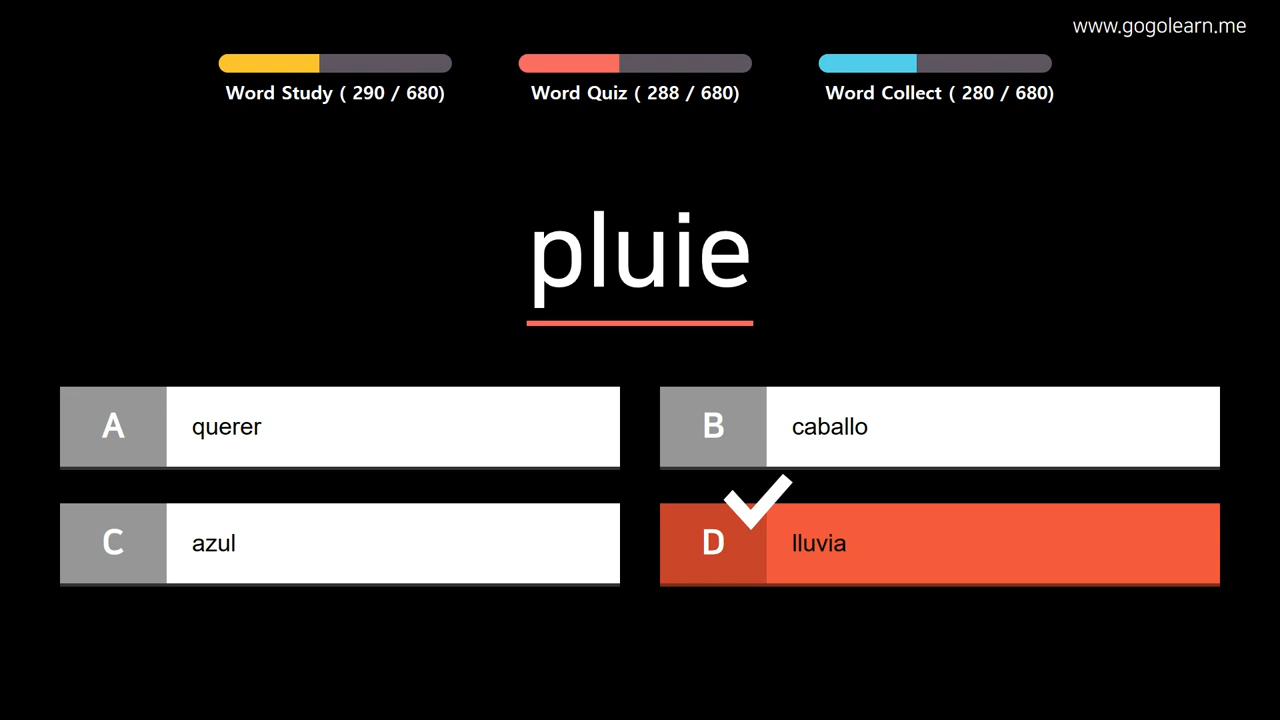 www.gogolearn.me
Word Study ( 290 / 680)
Word Quiz ( 288 / 680)
Word Collect ( 280 / 680)
pluie
A querer
B caballo
C azul
D lluvia